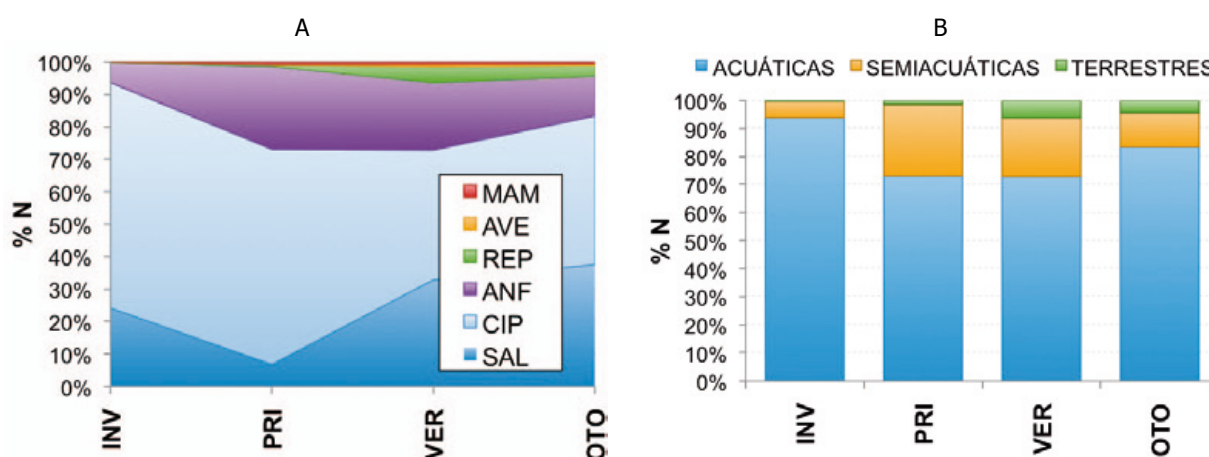 A
100%
90%
80%
70%
60%
50%
40%
30%
20%
10%
0%
% N
MAM
AVE
REP
ANF
CIP
SAL
INV PRI VER OTO
B
ACUÁTICAS SEMIACUÁTICAS TERRESTRES
100%
90%
80%
70%
60%
50%
40%
30%
20%
10%
0%
% N
INV PRI VER OTO